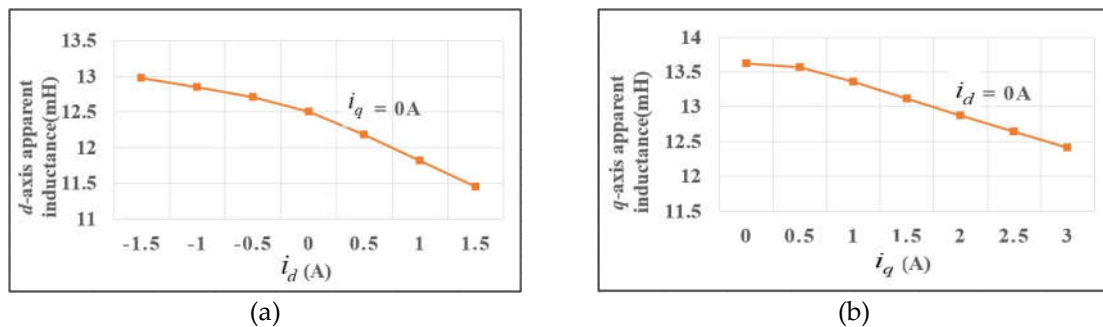 13.5
13
12.5
12
11.5
11
d-axis apparent
inductance(mH)
i_q = 0A
-1.5 -1 -0.5 0 0.5 1 1.5
i_d (A)
(a)
14
13.5
13
12.5
12
11.5
q-axis apparent
inductance(mH)
i_d = 0A
0 0.5 1 1.5 2 2.5 3
i_q (A)
(b)